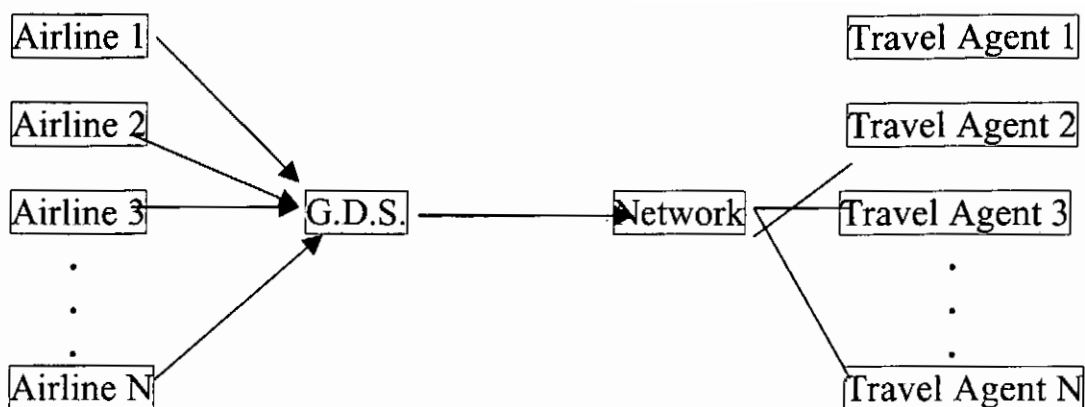 Airline 1
Travel Agent 1
Airline 2
Travel Agent 2
Airline 3
G.D.S.
Network
Travel Agent 3
Airline N
Travel Agent N